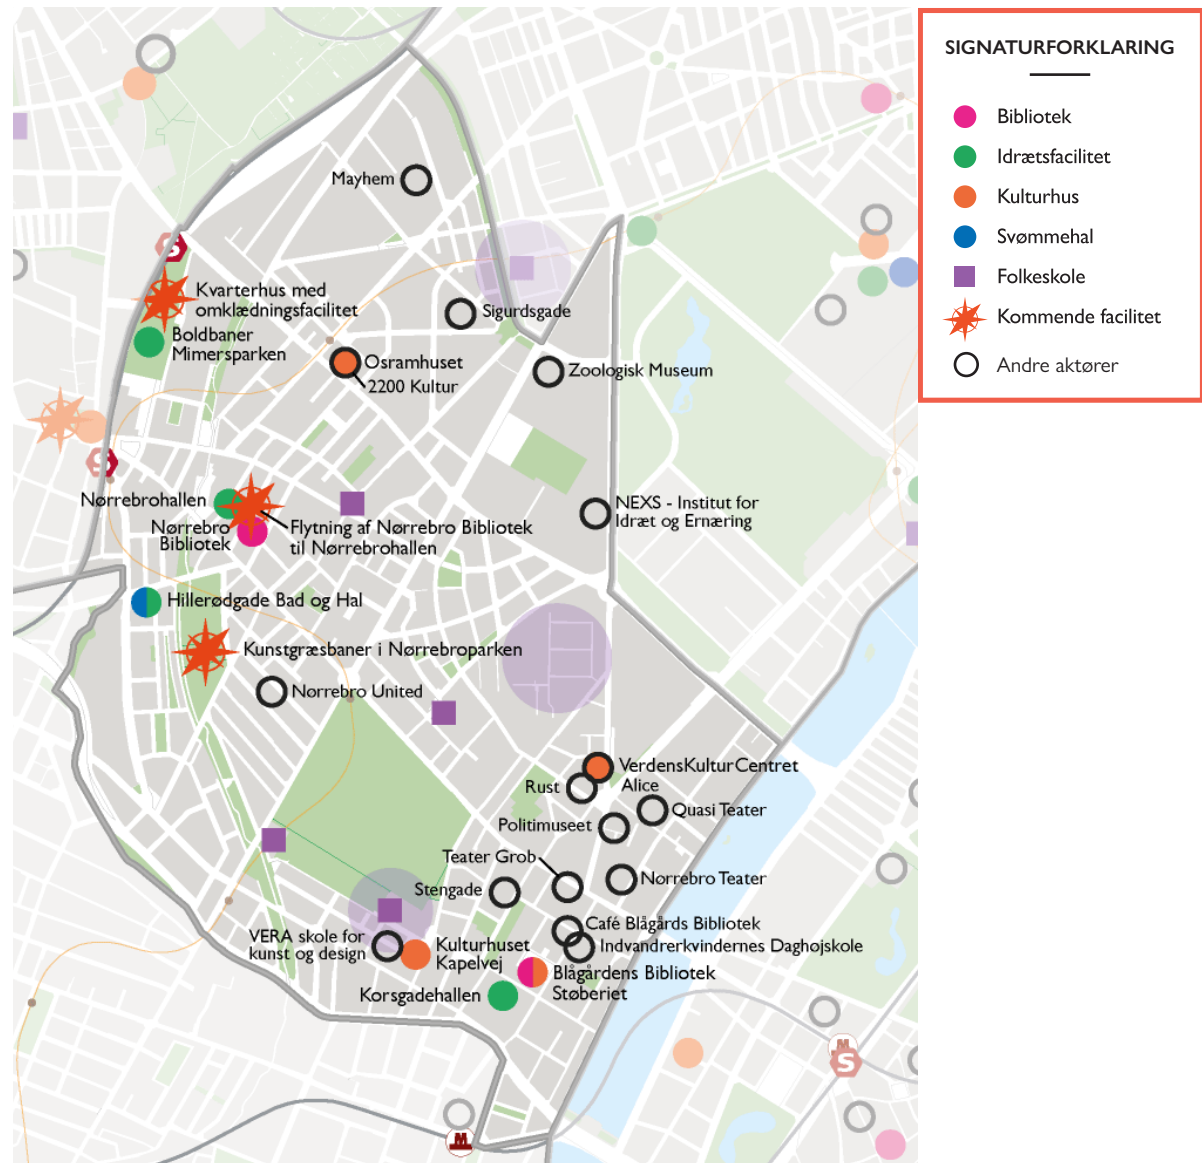 SIGNATURFORKLARING
Bibliotek
Idrætsfacilitet
Kulturhus
Svømmehal
Folkeskole
Kommende facilitet
Andre aktører
Mayhem
S
Kvarterhus med
omklædningsfacilitet
Sigurdsgade
Boldbaner
Mimersparken
Osramhuset
2200 Kultur
Zoologisk Museum
S
Nørrebrohallen
NEXS - Institut for
Idræt og Ernæring
Nørrebro
Bibliotek
Flytning af Nørrebro Bibliotek
til Nørrebrohallen
Hillerødgade Bad og Hal
Kunstgræsbaner i Nørrebroparken
Nørrebro United
VerdensKulturCentret
Alice
Rust
Quasi Teater
Politimuseet
Teater Grob
Nørrebro Teater
Stengade
Café Blågårds Bibliotek
Indvandrerkvindernes Daghøjskole
VERA skole for
kunst og design
Kulturhuset
Kapelvej
Blågårdens Bibliotek
Støberiet
Korsgadehallen
M
S
M